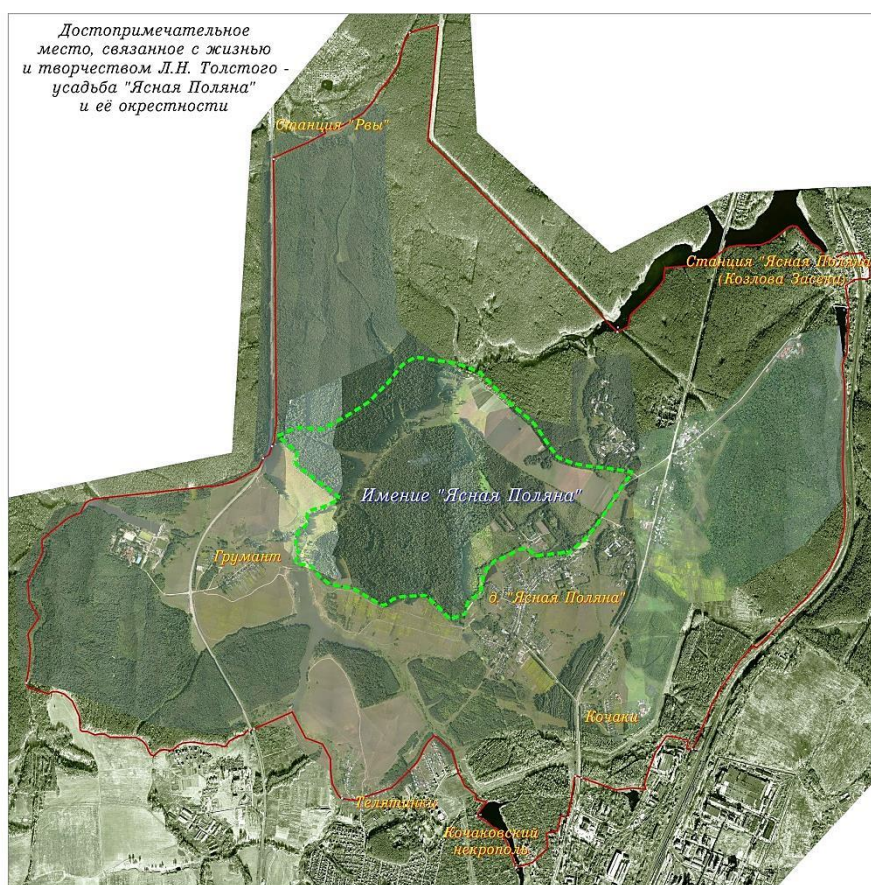 Достопримечательное
место, связанное с жизнью
и творчеством Л.Н. Толстого -
усадьба "Ясная Поляна"
и её окрестности
Станция "Рвы"
Станция "Ясная Поляна
(Козлова Засека)
Имение "Ясная Поляна"
Грумант
д. "Ясная Поляна"
Кочаки
Телятинки
Кочаковский
некрополь